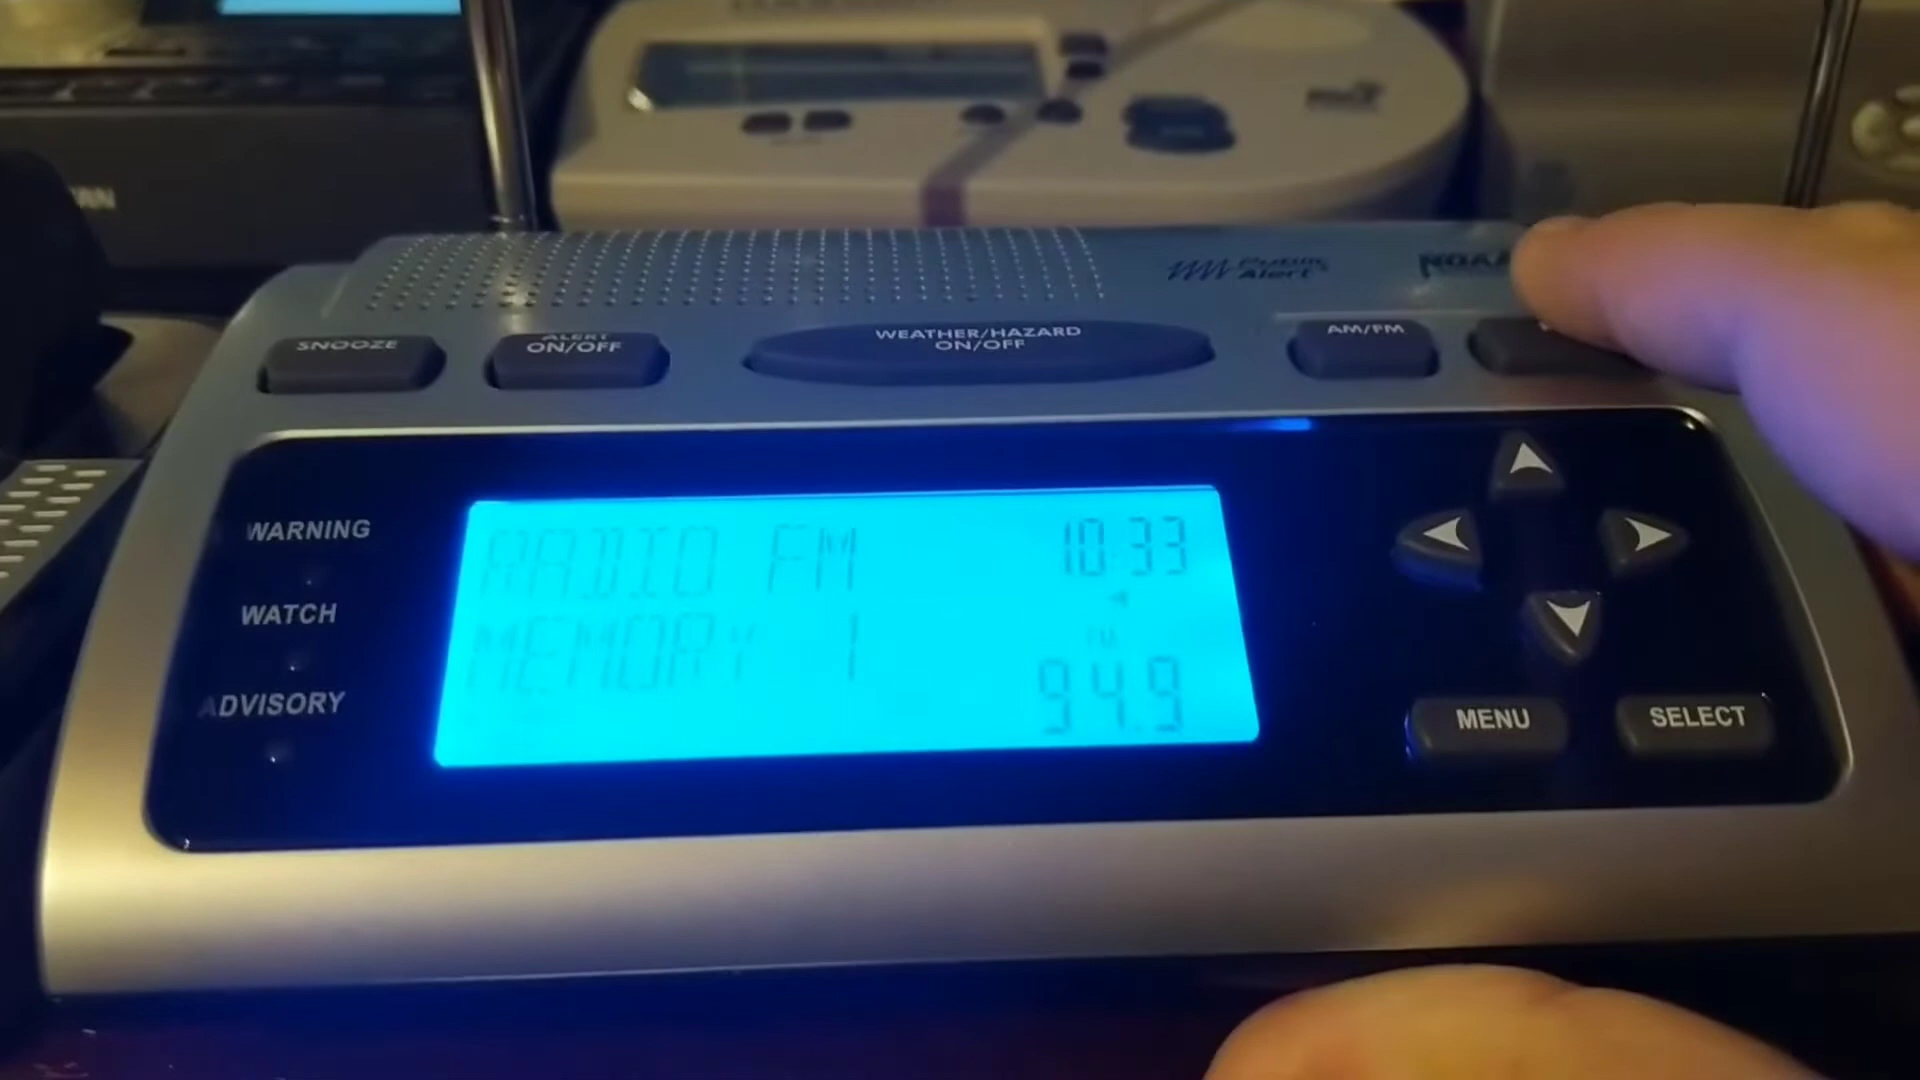 Public
Alert
NOAA
SNOOZE
ALERT
ON/OFF
WEATHER/HAZARD
ON/OFF
AM/FM
WARNING
WATCH
ADVISORY
RADIO FM
10:33
MEMORY 1
94.9
MENU
SELECT